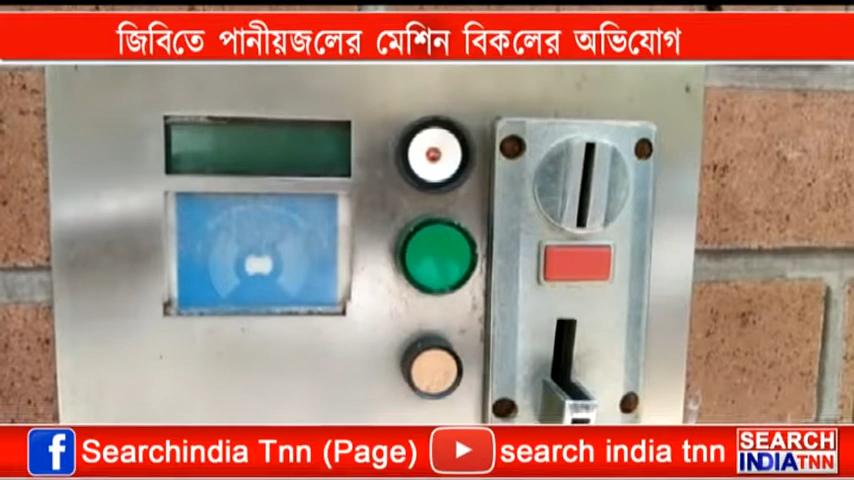 জিবিতে পানীয়জলের মেশিন বিকলের অভিযোগ
f Searchindia Tnn (Page) search india tnn
SEARCH
INDIATNN